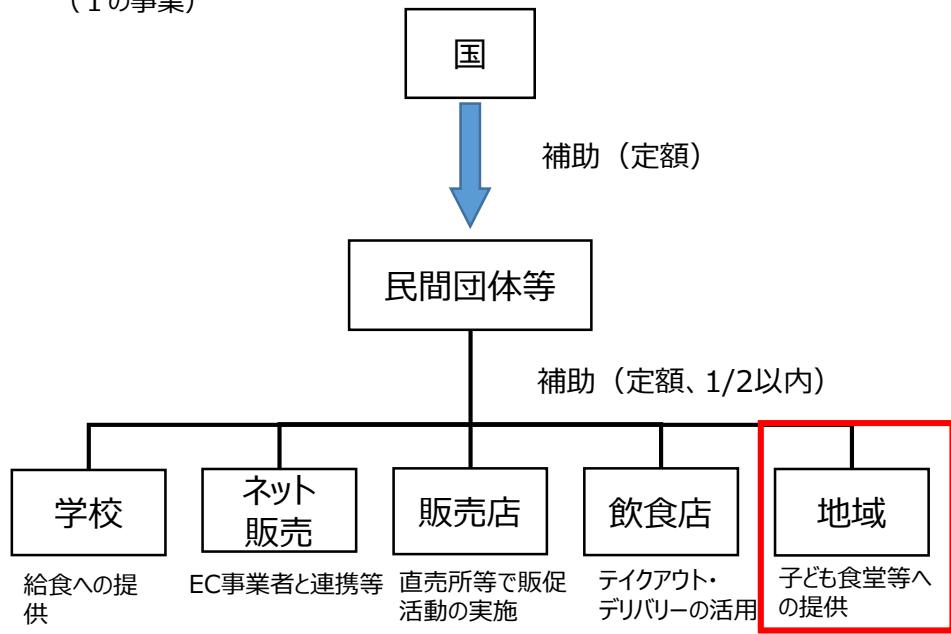 （１の事業）
国
補助（定額）
民間団体等
補助（定額、1/2以内）
学校
ネット
販売
販売店
飲食店
地域
給食への提
供
EC事業者と連携等
直売所等で販促
活動の実施
テイクアウト・
デリバリーの活用
子ども食堂等へ
の提供